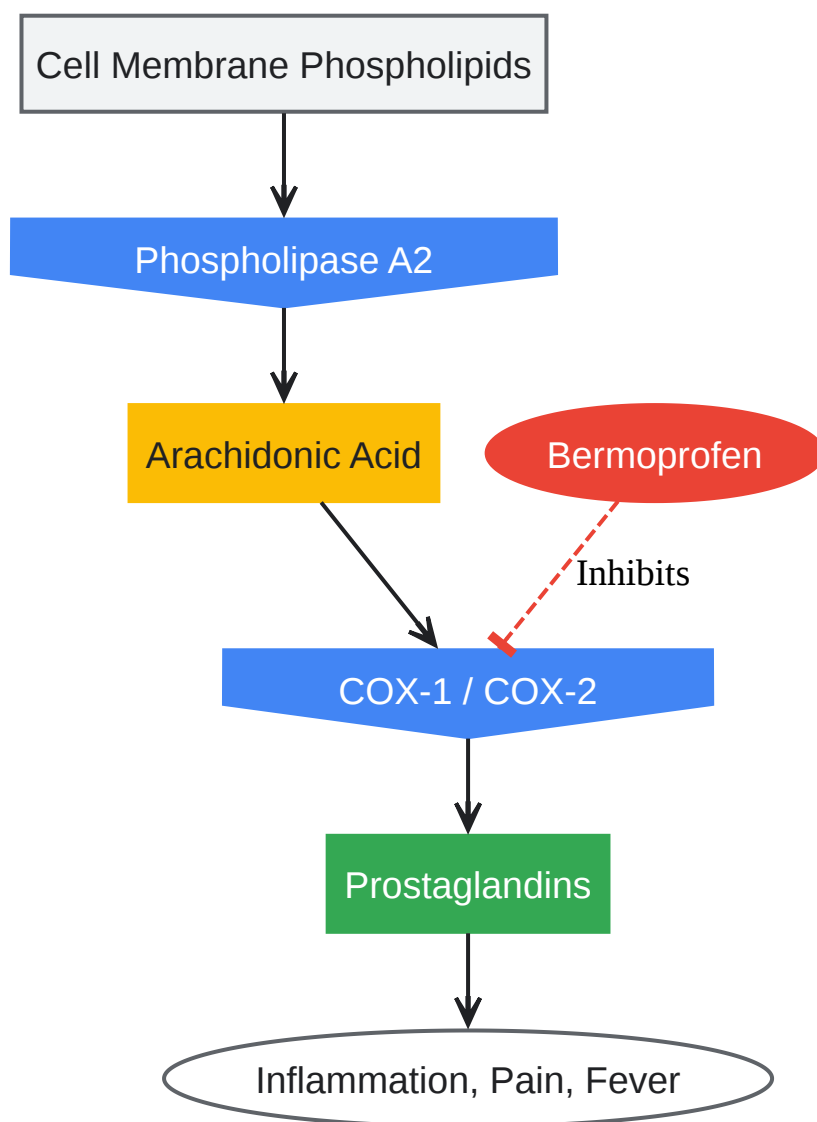 Cell Membrane Phospholipids
Phospholipase A2
Arachidonic Acid
Bermoprofen
Inhibits
COX-1 / COX-2
Prostaglandins
Inflammation, Pain, Fever